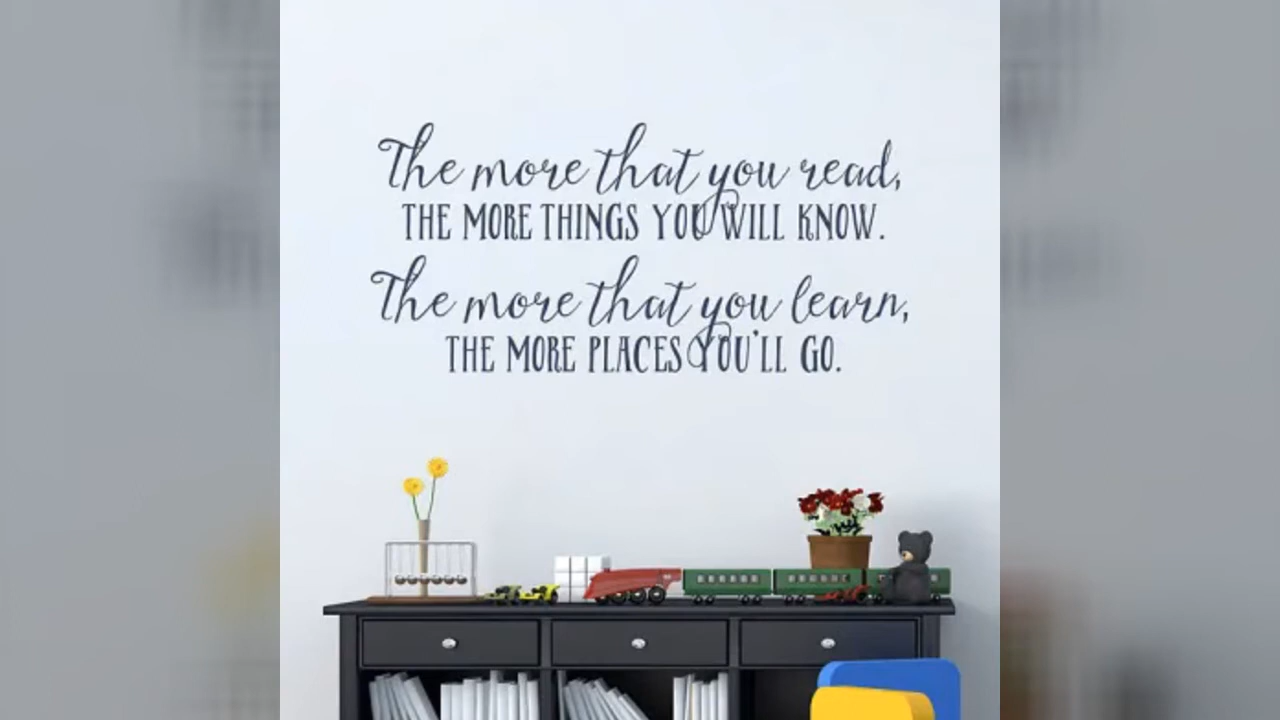 The more that you read,
THE MORE THINGS YOU WILL KNOW.
The more that you learn,
THE MORE PLACES YOU'LL GO.